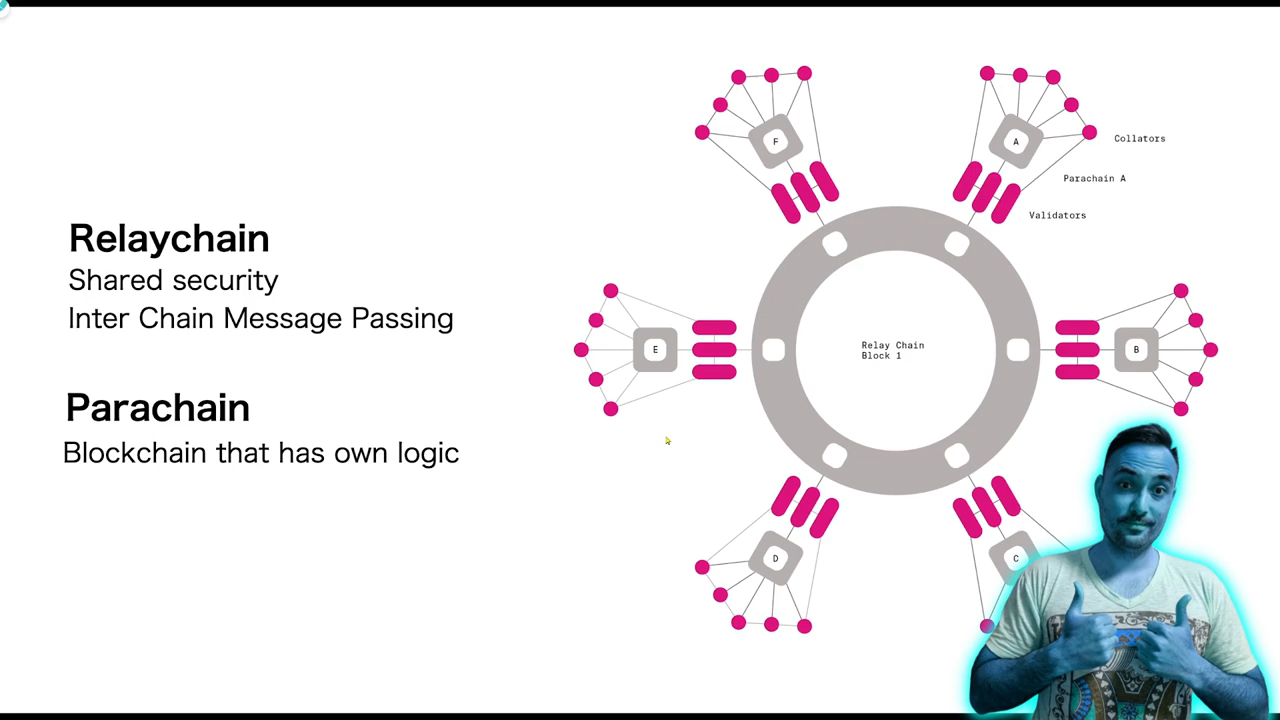 Relaychain
Shared security
Inter Chain Message Passing
Parachain
Blockchain that has own logic
F
A
Collators
Parachain A
Validators
E
Relay Chain
Block 1
B
D
C